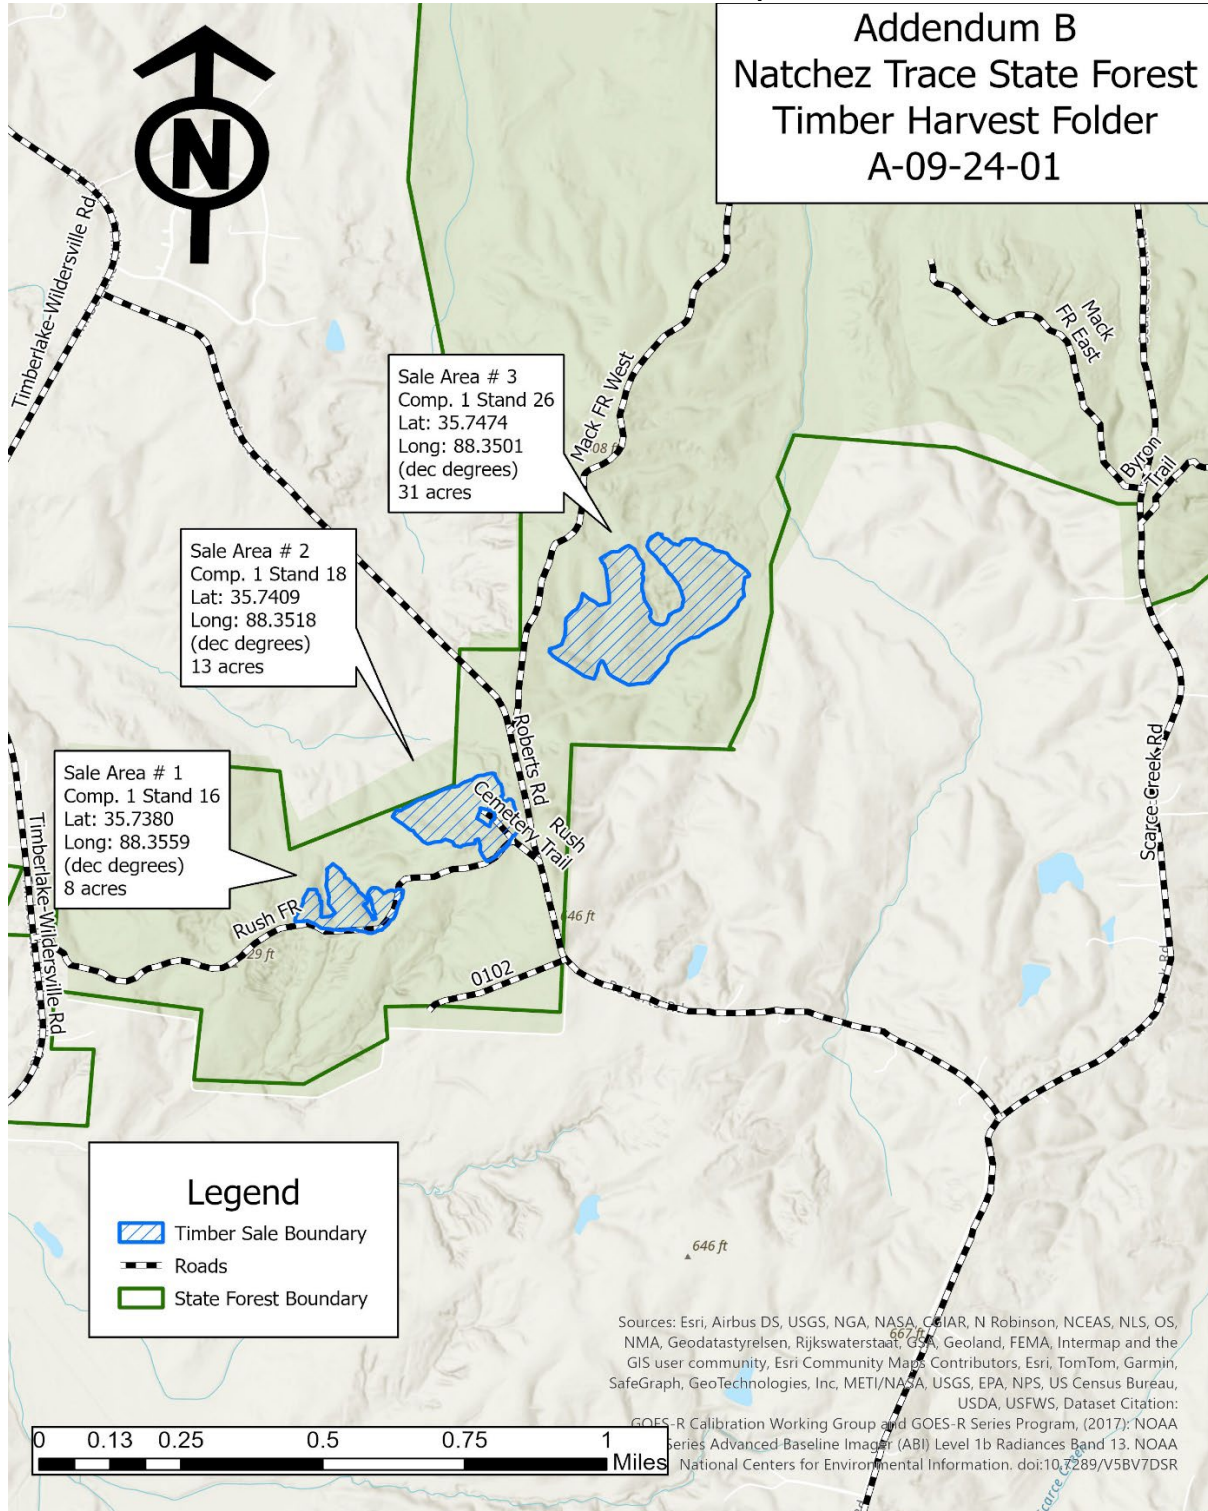 Addendum B
Natchez Trace State Forest
Timber Harvest Folder
A-09-24-01
N
Timberlake-Wildersville Rd
Mack FR West
Mack
FR East
Byron
Trail
Sale Area # 3
Comp. 1 Stand 26
Lat: 35.7474
Long: 88.3501
(dec degrees)
31 acres
Sale Area # 2
Comp. 1 Stand 18
Lat: 35.7409
Long: 88.3518
(dec degrees)
13 acres
Roberts Rd
Rush
Cemetery Trail
Scarce Creek Rd
Sale Area # 1
Comp. 1 Stand 16
Lat: 35.7380
Long: 88.3559
(dec degrees)
8 acres
Timberlake-Wildersville Rd
Rush FR
29 ft
646 ft
0102
Legend
Timber Sale Boundary
Roads
State Forest Boundary
646 ft
667 ft
Sources: Esri, Airbus DS, USGS, NGA, NASA, CGIAR, N Robinson, NCEAS, NLS, OS,
NMA, Geodatastyrelsen, Rijkswaterstaat, GSA, Geoland, FEMA, Intermap and the
GIS user community, Esri Community Maps Contributors, Esri, TomTom, Garmin,
SafeGraph, GeoTechnologies, Inc, METI/NASA, USGS, EPA, NPS, US Census Bureau,
USDA, USFWS, Dataset Citation:
GOES-R Calibration Working Group and GOES-R Series Program, (2017): NOAA
Series Advanced Baseline Imager (ABI) Level 1b Radiances Band 13. NOAA
National Centers for Environmental Information. doi:10.7289/V5BV7DSR
0 0.13 0.25 0.5 0.75 1
Miles